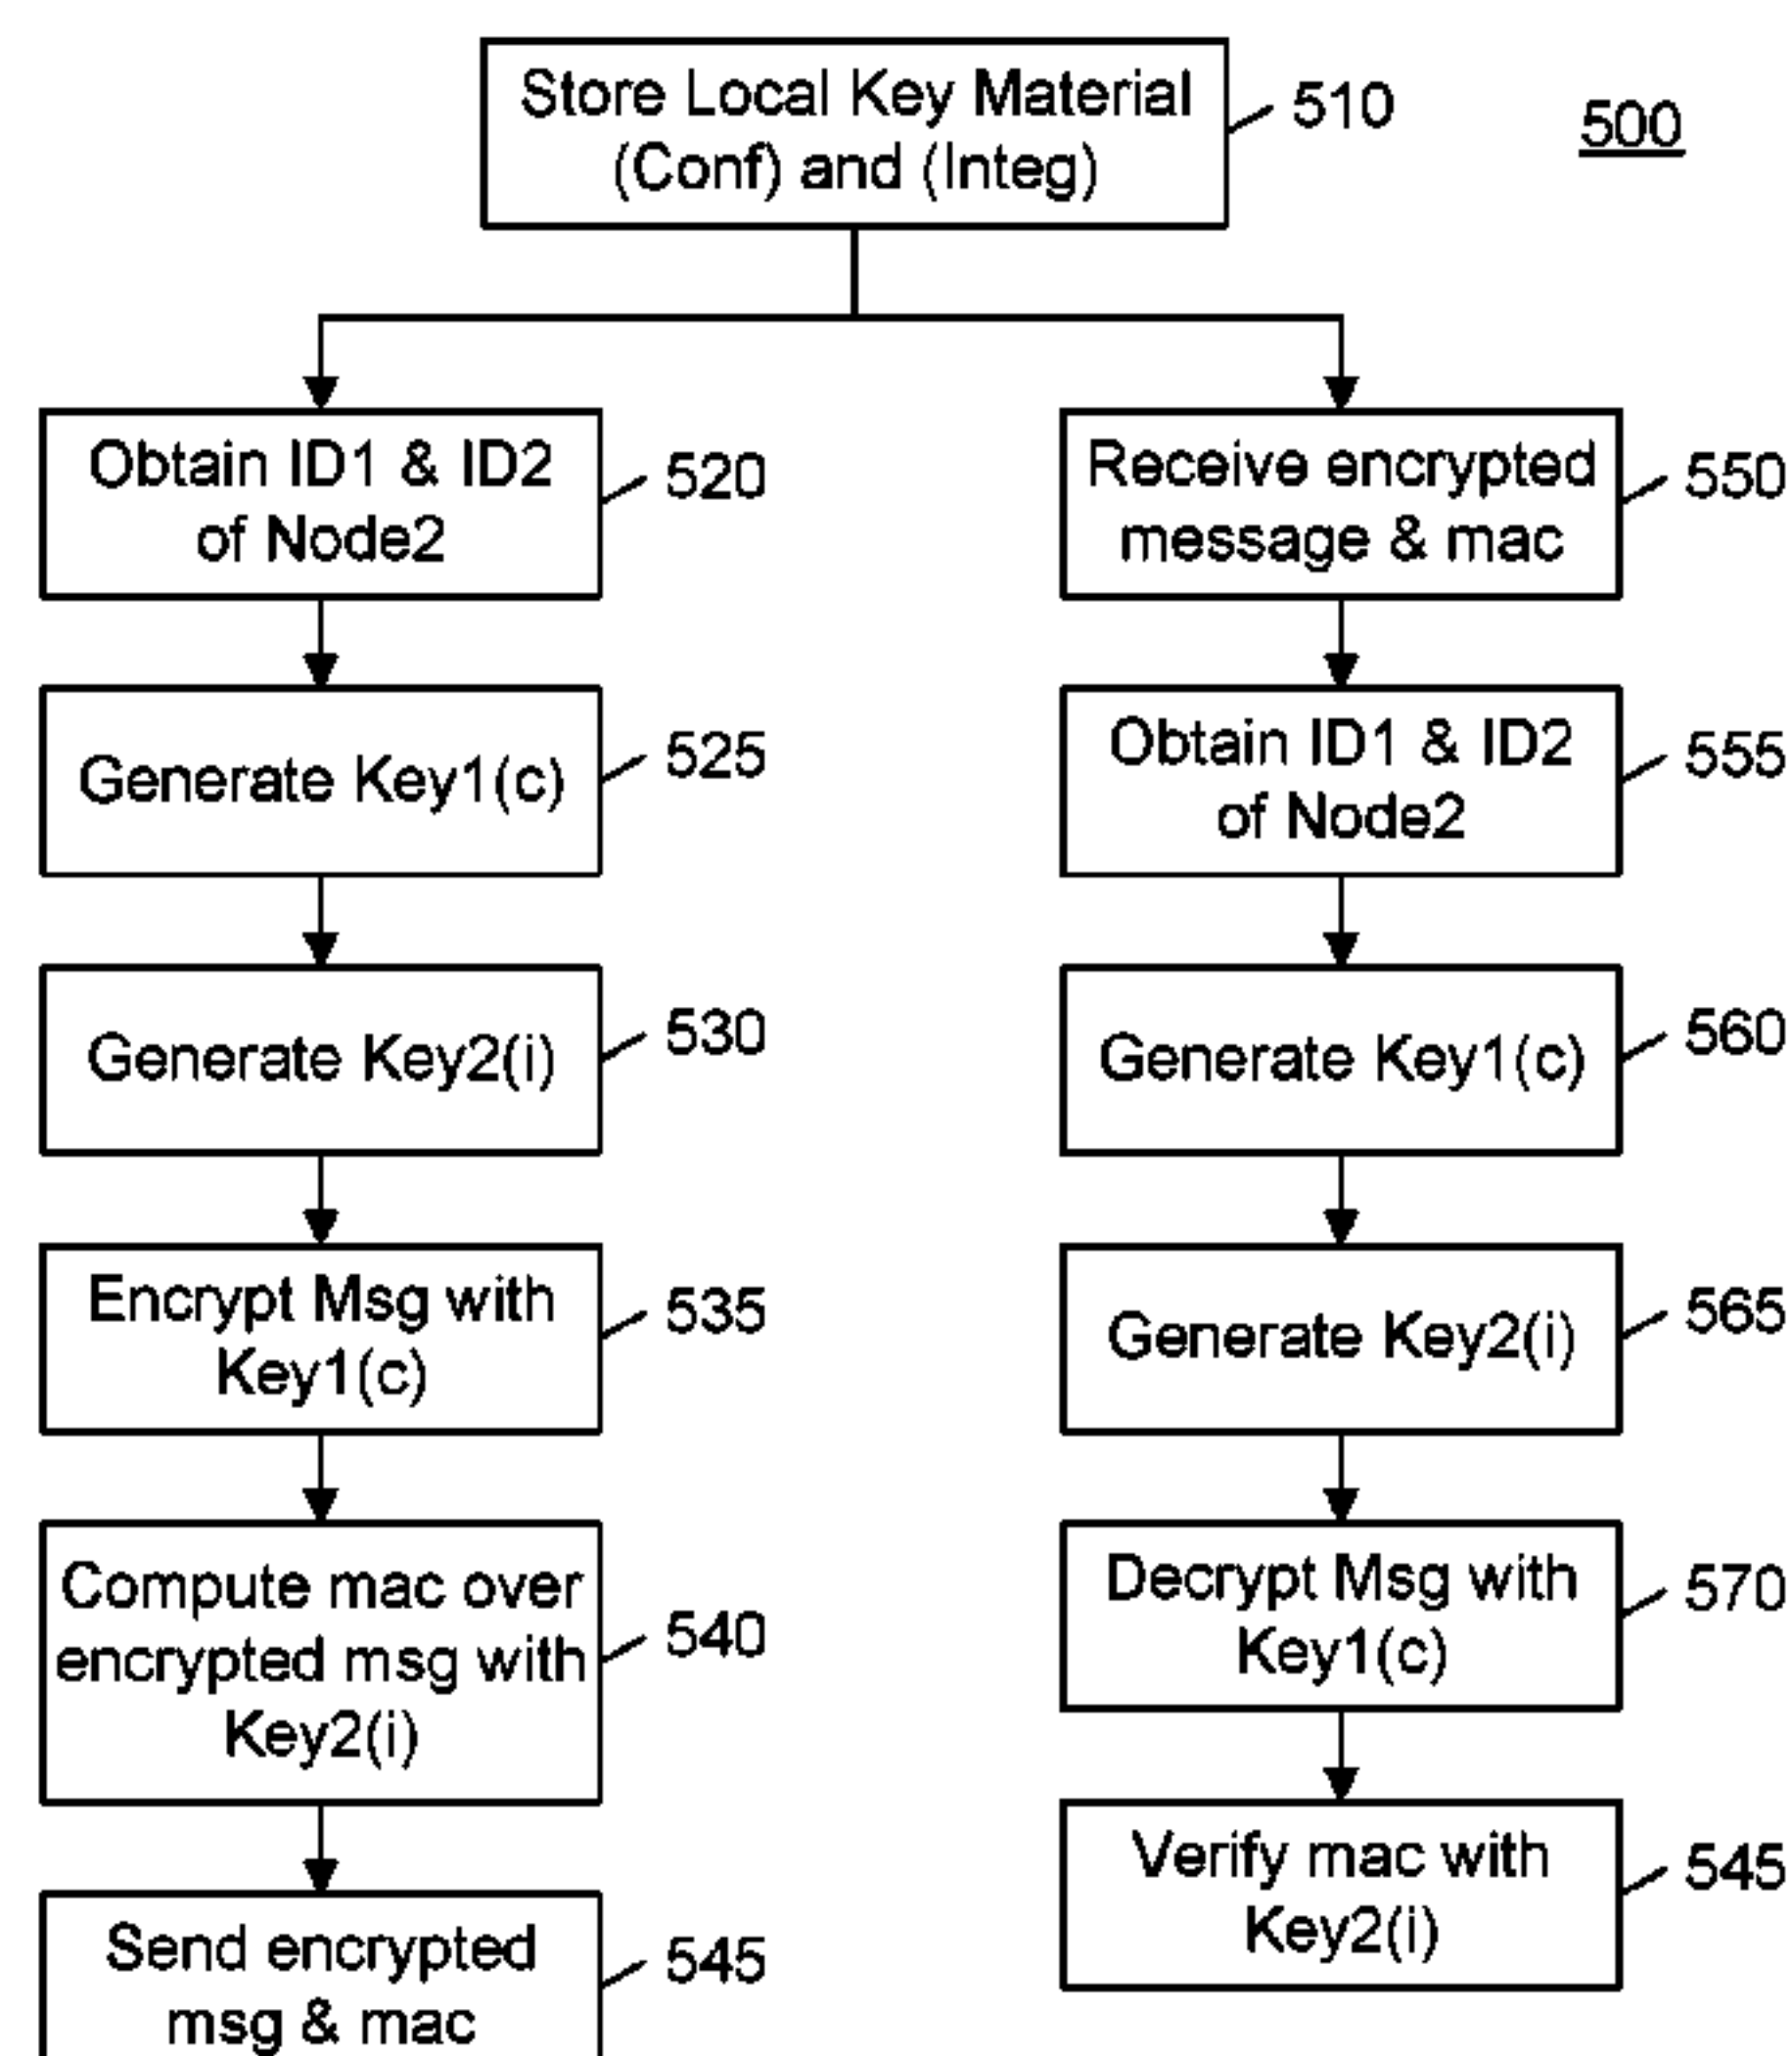 Store Local Key Material
(Conf) and (Integ)
510
500
Obtain ID1 & ID2
of Node2
520
Generate Key1(c)
525
Generate Key2(i)
530
Encrypt Msg with
Key1(c)
535
Compute mac over
encrypted msg with
Key2(i)
540
Send encrypted
msg & mac
545
Receive encrypted
message & mac
550
Obtain ID1 & ID2
of Node2
555
Generate Key1(c)
560
Generate Key2(i)
565
Decrypt Msg with
Key1(c)
570
Verify mac with
Key2(i)
545